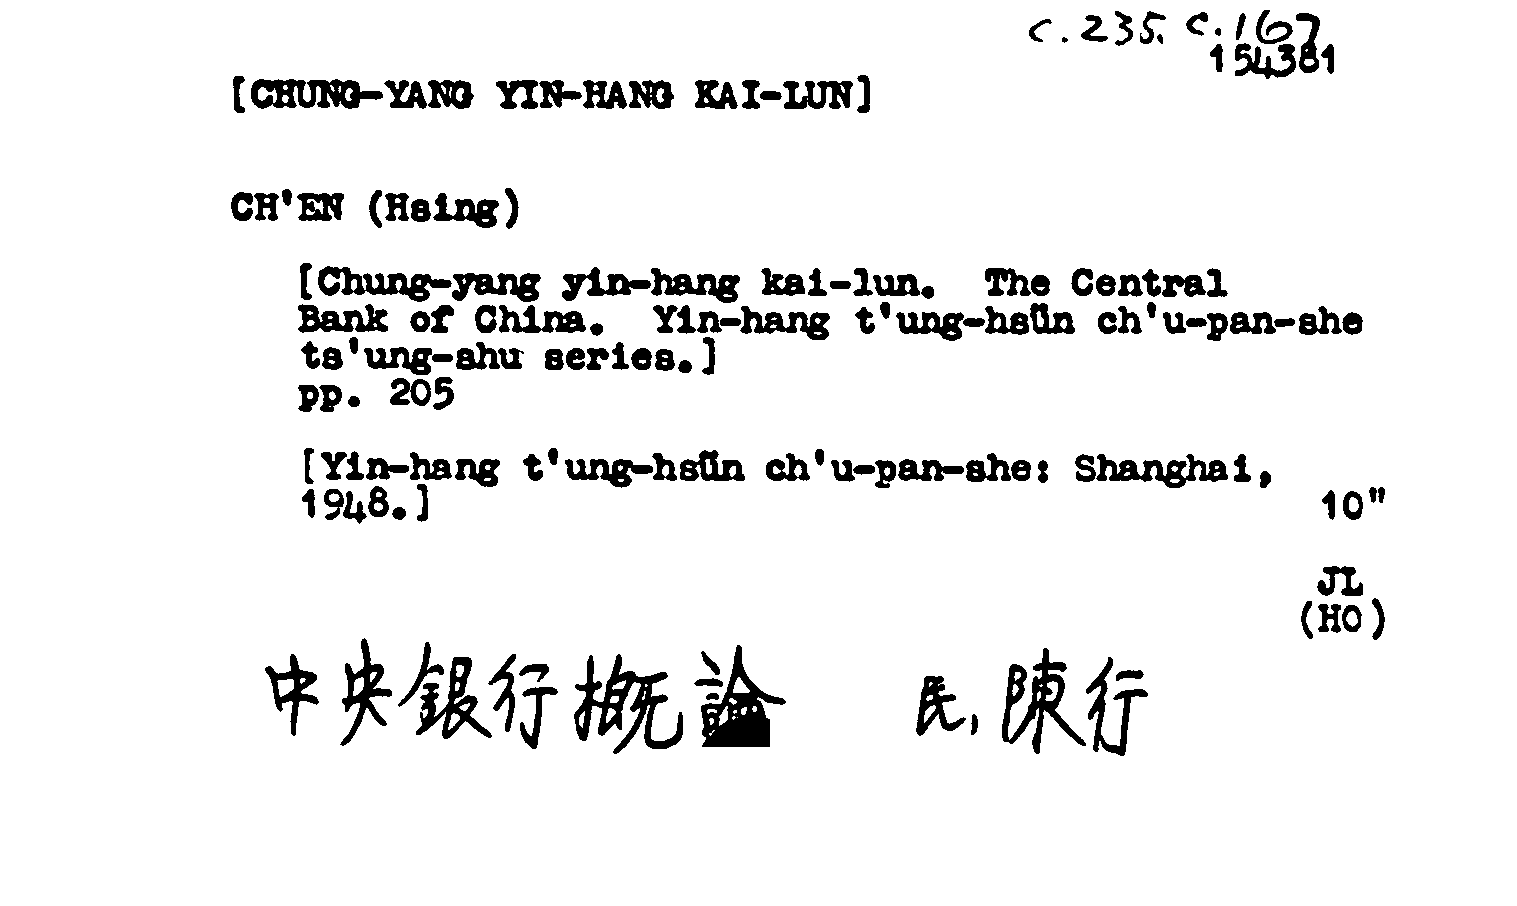 c.235. c.167
154381
[CHUNG-YANG YIN-HANG KAI-LUN]
CH'EN (Hsing)
[Chung-yang yin-hang kai-lun. The Central
Bank of China. Yin-hang t'ung-hsün ch'u-pan-she
ts'ung-shu series.]
pp. 205
[Yin-hang t'ung-hsün ch'u-pan-she: Shanghai,
1948.] 10"
JL
(HO)
中央銀行概論 民, 陳行